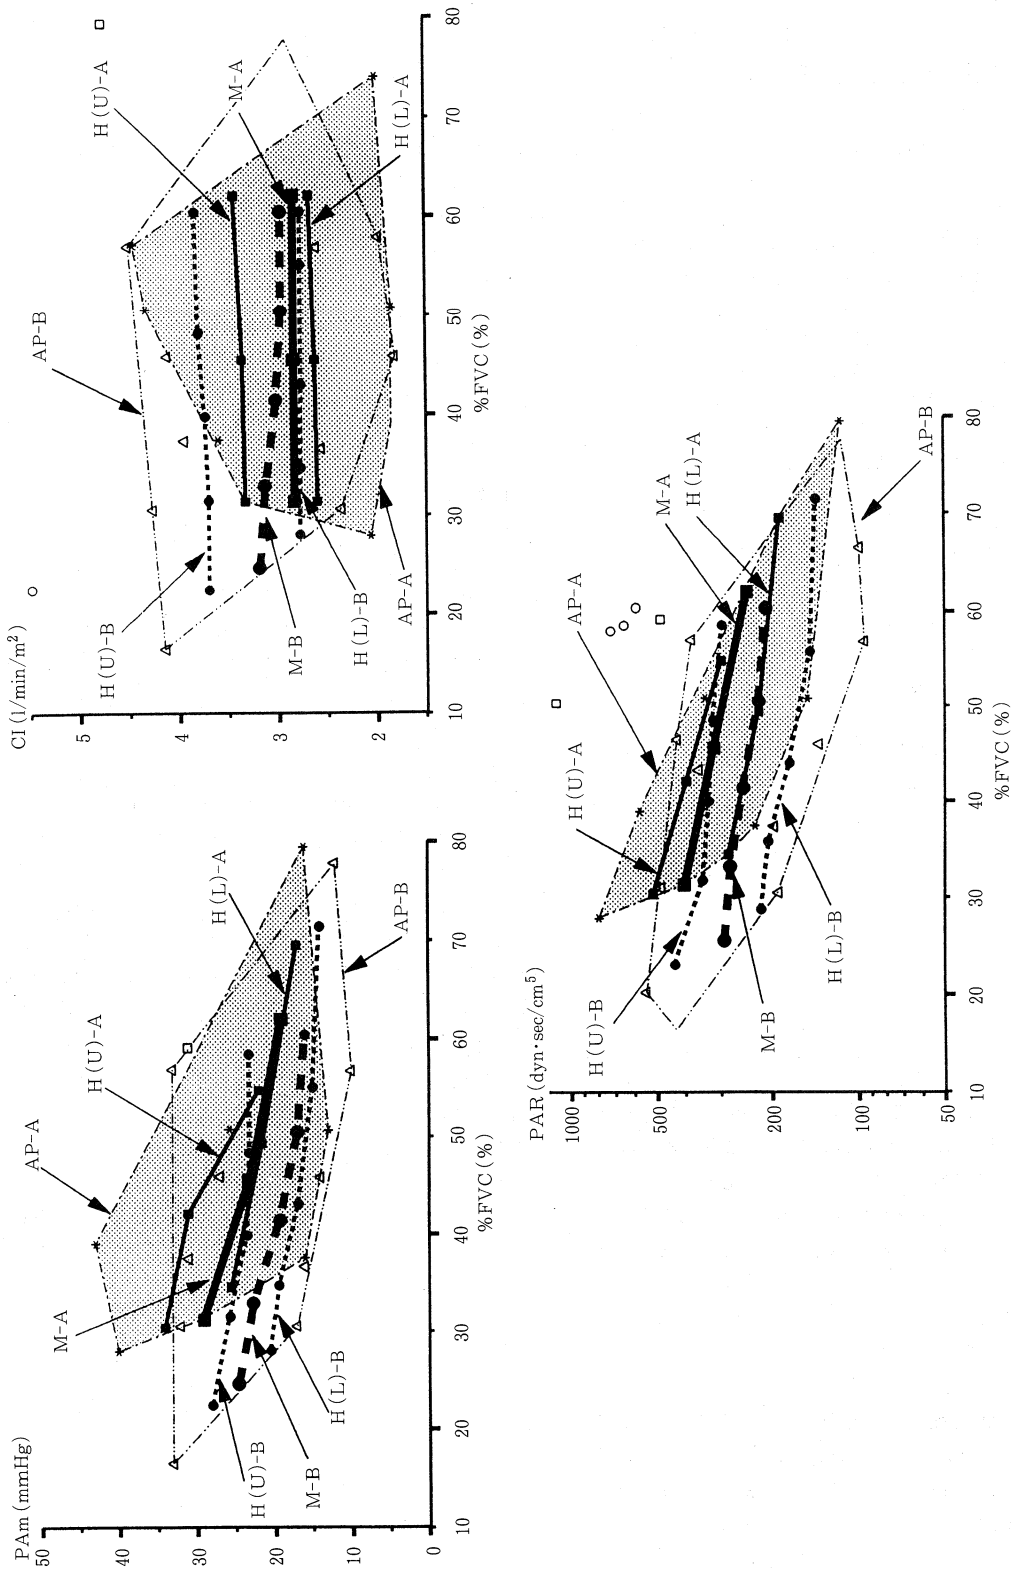 PAm (mmHg)
50
40
30
20
10
0
10
20
30
40
50
60
70
80
%FVC (%)
AP-A
H(U)-A
H(L)-A
M-A
AP-B
H(U)-B
M-B
H(L)-B
CI (l/min/m²)
5
4
3
2
10
20
30
40
50
60
70
80
%FVC (%)
AP-B
H(U)-A
M-A
H(L)-A
H(U)-B
M-B
H(L)-B
AP-A
PAR (dyn·sec/cm⁵)
1000
500
200
100
50
10
20
30
40
50
60
70
80
%FVC (%)
H(U)-A
AP-A
M-A
H(L)-A
AP-B
H(U)-B
M-B
H(L)-B